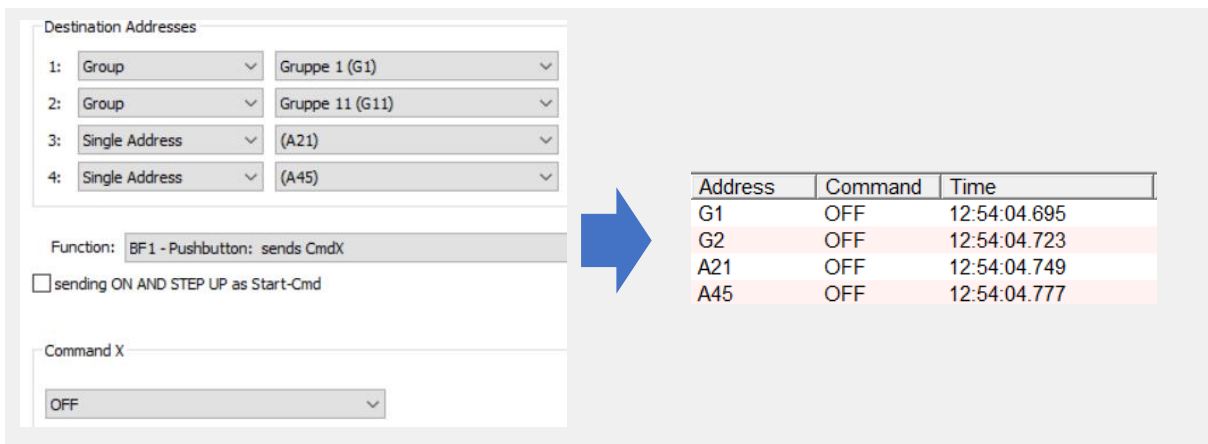 Destination Addresses
1: Group Gruppe 1 (G1)
2: Group Gruppe 11 (G11)
3: Single Address (A21)
4: Single Address (A45)
Function: BF1 - Pushbutton: sends CmdX
sending ON AND STEP UP as Start-Cmd
Command X
OFF
Address Command Time
G1 OFF 12:54:04.695
G2 OFF 12:54:04.723
A21 OFF 12:54:04.749
A45 OFF 12:54:04.777